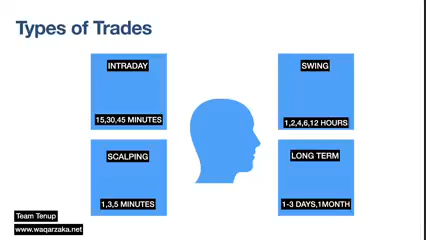 Types of Trades
INTRADAY
15,30,45 MINUTES
SWING
1,2,4,6,12 HOURS
SCALPING
1,3,5 MINUTES
LONG TERM
1-3 DAYS,1MONTH
Team Tenup
www.waqarzaka.net